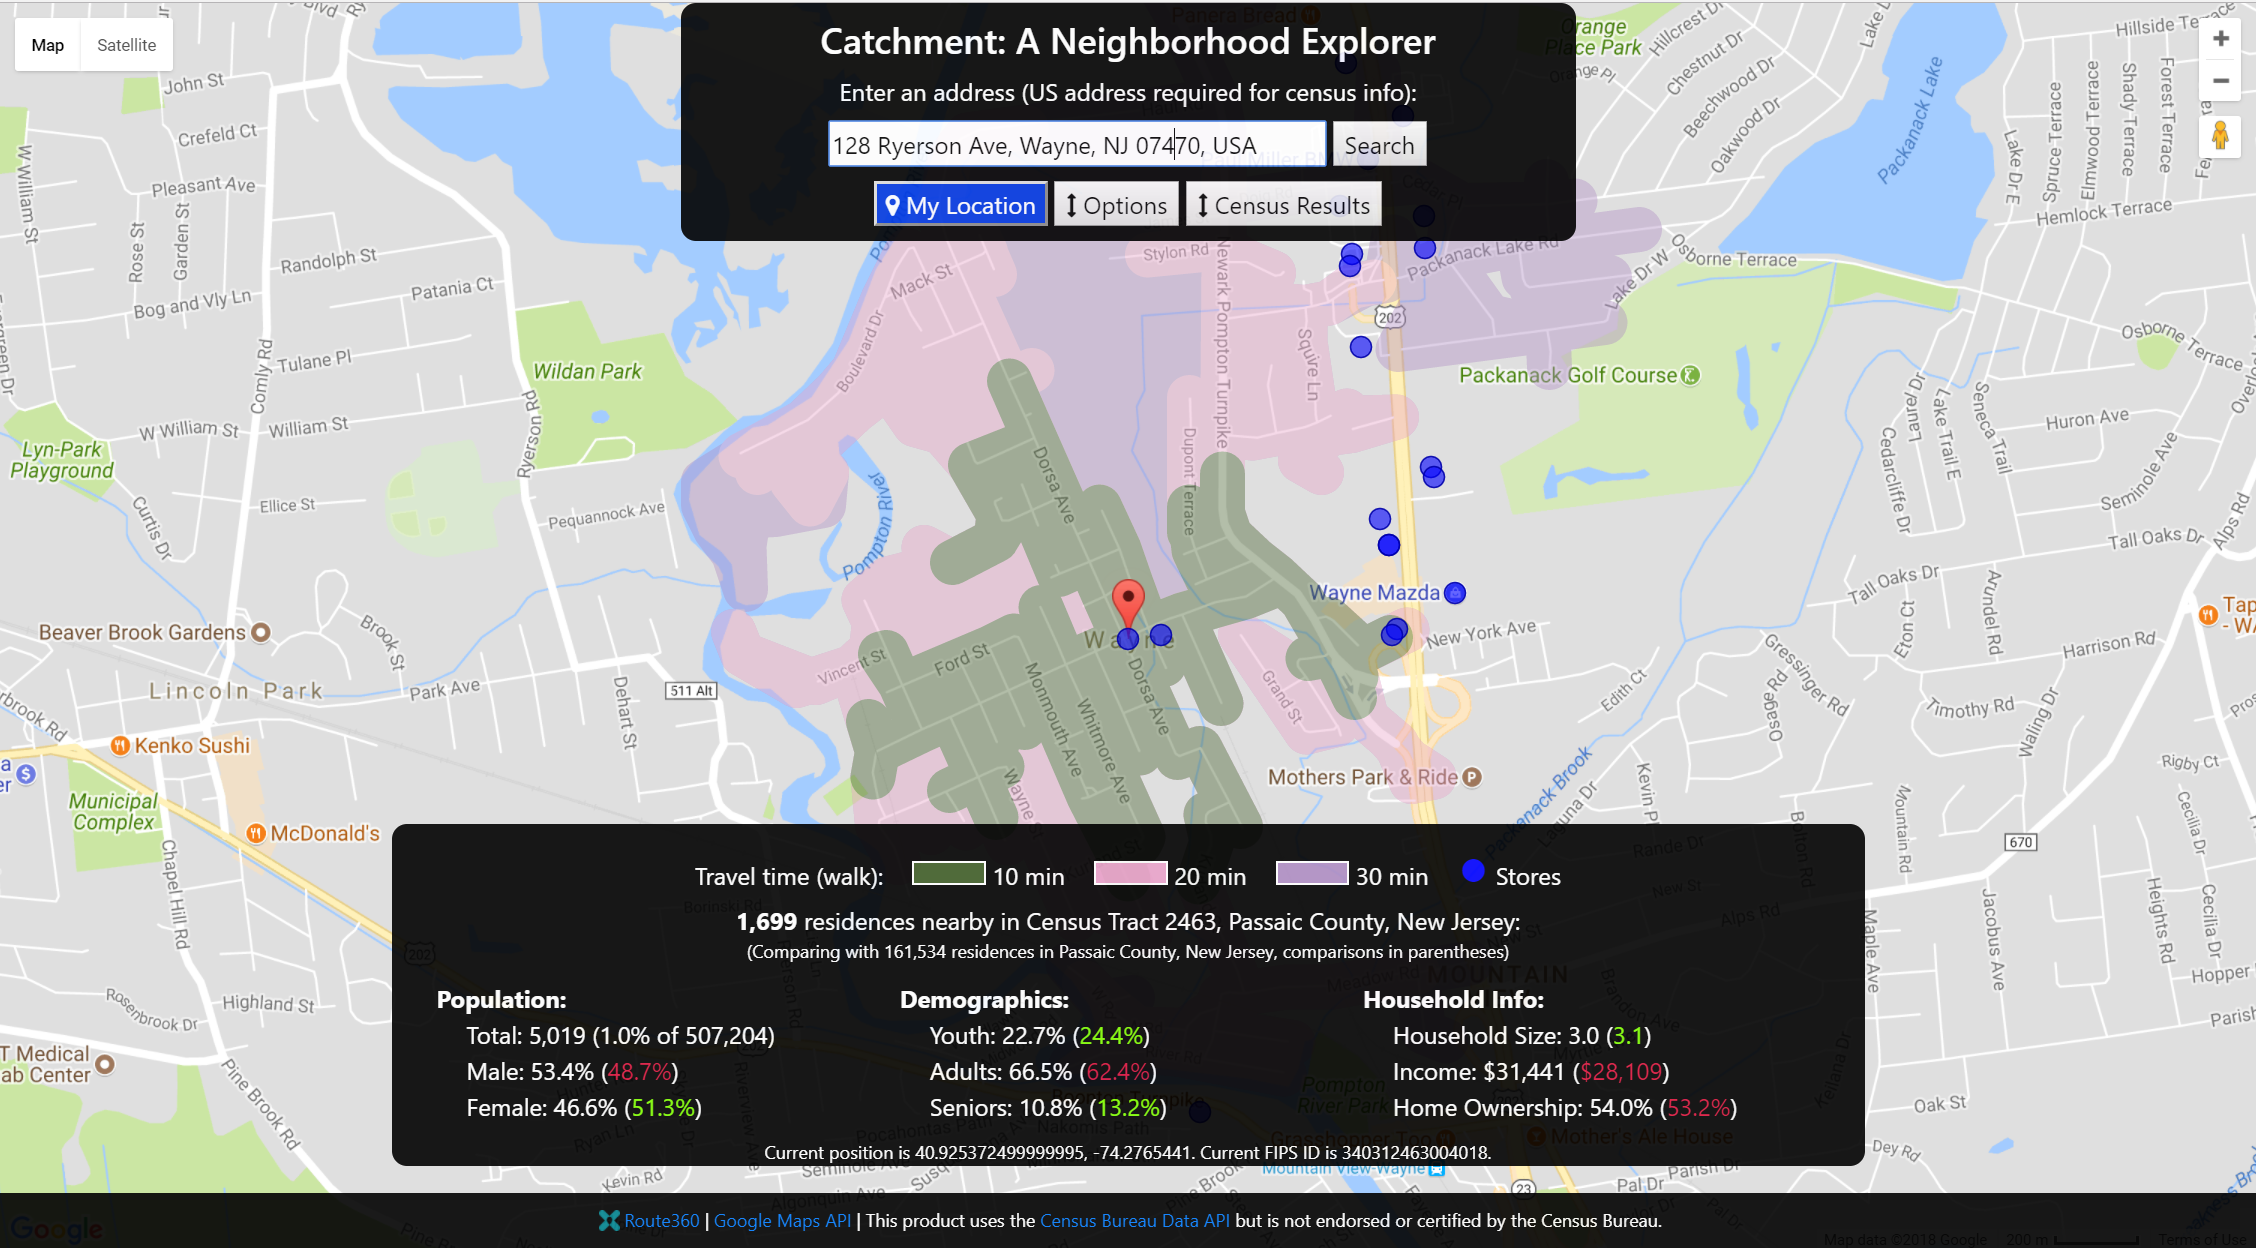 Map
Satellite
Catchment: A Neighborhood Explorer
Enter an address (US address required for census info):
128 Ryerson Ave, Wayne, NJ 07470, USA
Search
My Location
Options
Census Results
Panera Bread
Orange
Place Park
Orange Pl
Hillcrest Dr
Chestnut Dr
Beechwood Dr
Oakwood Dr
Packanack Lake
Lake Dr E
Hillside Terrace
Spruce Terrace
Elmwood Terrace
Shady Terrace
Forest Terrace
Hemlock Terrace
John St
Crefeld Ct
W William St
Pleasant Ave
Rose St
Garden St
Randolph St
Patania Ct
Bog and Vly Ln
Tulane Pl
Comly Rd
Wildan Park
Ryerson Rd
W William St
William St
Lyn-Park
Playground
Curtis Dr
Ellice St
Pequannock Ave
Mack St
Boulevard Dr
Pompton River
Pompton River
Stylon Rd
Newark Pompton Turnpike
Squire Ln
Dupont Terrace
Dorsa Ave
202
Packanack Lake Rd
Lake Dr W
Osborne Terrace
Osborne Terrace
Packanack Golf Course
Laurel Dr
Lake Trail E
Seneca Trail
Cedarcliffe Dr
Huron Ave
Seminole Ave
Alps Rd
Tall Oaks Dr
Tall Oaks Dr
Arundel Rd
Eton Ct
Harrison Rd
Wayne Mazda
New York Ave
Gressinger Rd
Osage Rd
Edith Ct
Timothy Rd
Waling Dr
Rigby Ct
Cecilia Dr
Beaver Brook Gardens
Brook St
Lincoln Park
Park Ave
Dehart St
511 Alt
Vincent St
Ford St
Wayne
Monmouth Ave
Whitmore Ave
Dorsa Ave
Grand St
Kenko Sushi
Municipal
Complex
McDonald's
Chapel Hill Rd
Mothers Park & Ride
Packanack Brook
Laguna Dr
Mountain Rd
670
Travel time (walk):
10 min
20 min
30 min
Stores
1,699 residences nearby in Census Tract 2463, Passaic County, New Jersey:
(Comparing with 161,534 residences in Passaic County, New Jersey, comparisons in parentheses)
Population:
Total: 5,019 (1.0% of 507,204)
Male: 53.4% (48.7%)
Female: 46.6% (51.3%)
Demographics:
Youth: 22.7% (24.4%)
Adults: 66.5% (62.4%)
Seniors: 10.8% (13.2%)
Household Info:
Household Size: 3.0 (3.1)
Income: $31,441 ($28,109)
Home Ownership: 54.0% (53.2%)
Current position is 40.925372499999995, -74.2765441. Current FIPS ID is 340312463004018.
Maple Ave
Jacobus Ave
Heights Rd
Cecilia Dr
Oak St
Dey Rd
Rosenbrook Dr
Highland St
Pine Brook Rd
Kevin Rd
Mountain View-Wayne
Parish Dr
Pal Dr
23
Google
Route360 | Google Maps API | This product uses the Census Bureau Data API but is not endorsed or certified by the Census Bureau.
Map data ©2018 Google
200 m
Terms of Use